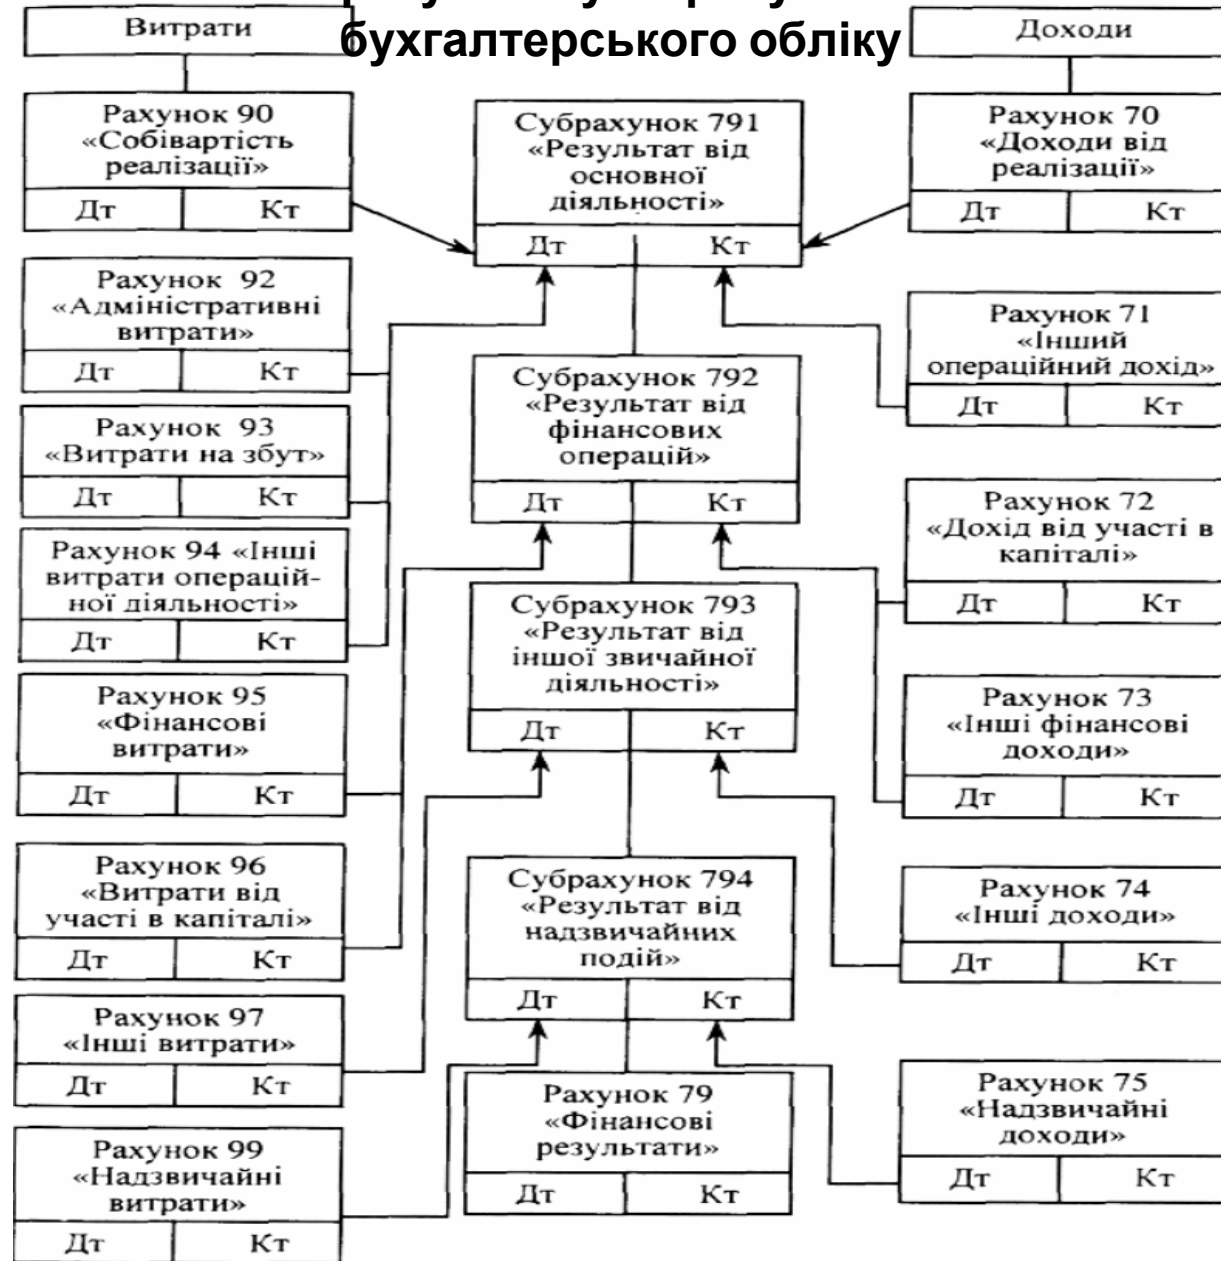 бухгалтерського обліку
Витрати
Рахунок 90
«Собівартість
реалізації»
Дт Кт
Рахунок 92
«Адміністративні
витрати»
Дт Кт
Рахунок 93
«Витрати на збут»
Дт Кт
Рахунок 94 «Інші
витрати операцій-
ної діяльності»
Дт Кт
Рахунок 95
«Фінансові
витрати»
Дт Кт
Рахунок 96
«Витрати від
участі в капіталі»
Дт Кт
Рахунок 97
«Інші витрати»
Дт Кт
Рахунок 99
«Надзвичайні
витрати»
Дт Кт
Субрахунок 791
«Результат від
основної
діяльності»
Дт Кт
Субрахунок 792
«Результат від
фінансових
операцій»
Дт Кт
Субрахунок 793
«Результат від
іншої звичайної
діяльності»
Дт Кт
Субрахунок 794
«Результат від
надзвичайних
подій»
Дт Кт
Рахунок 79
«Фінансові
результати»
Дт Кт
Доходи
Рахунок 70
«Доходи від
реалізації»
Дт Кт
Рахунок 71
«Інший
операційний дохід»
Дт Кт
Рахунок 72
«Дохід від участі в
капіталі»
Дт Кт
Рахунок 73
«Інші фінансові
доходи»
Дт Кт
Рахунок 74
«Інші доходи»
Дт Кт
Рахунок 75
«Надзвичайні
доходи»
Дт Кт